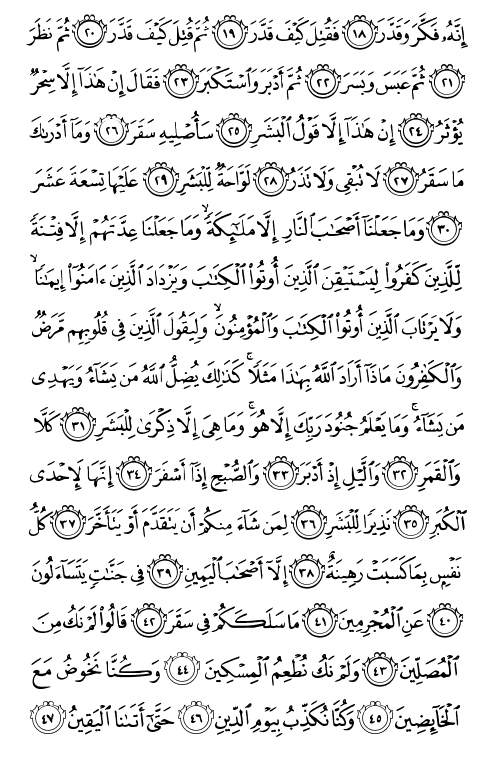 إِنَّهُۥ فَكَّرَ وَقَدَّرَ ۝١٨ فَقُتِلَ كَيْفَ قَدَّرَ ۝١٩ ثُمَّ قُتِلَ كَيْفَ قَدَّرَ ۝٢٠ ثُمَّ نَظَرَ
۝٢١ ثُمَّ عَبَسَ وَبَسَرَ ۝٢٢ ثُمَّ أَدْبَرَ وَٱسْتَكْبَرَ ۝٢٣ فَقَالَ إِنْ هَٰذَآ إِلَّا سِحْرٌ
يُؤْثَرُ ۝٢٤ إِنْ هَٰذَآ إِلَّا قَوْلُ ٱلْبَشَرِ ۝٢٥ سَأُصْلِيهِ سَقَرَ ۝٢٦ وَمَآ أَدْرَىٰكَ
مَا سَقَرُ ۝٢٧ لَا تُبْقِى وَلَا تَذَرُ ۝٢٨ لَوَّاحَةٌ لِّلْبَشَرِ ۝٢٩ عَلَيْهَا تِسْعَةَ عَشَرَ
۝٣٠ وَمَا جَعَلْنَآ أَصْحَٰبَ ٱلنَّارِ إِلَّا مَلَٰٓئِكَةً ۙ وَمَا جَعَلْنَا عِدَّتَهُمْ إِلَّا فِتْنَةً
لِّلَّذِينَ كَفَرُوا۟ لِيَسْتَيْقِنَ ٱلَّذِينَ أُوتُوا۟ ٱلْكِتَٰبَ وَيَزْدَادَ ٱلَّذِينَ ءَامَنُوٓا۟ إِيمَٰنًا ۙ
وَلَا يَرْتَابَ ٱلَّذِينَ أُوتُوا۟ ٱلْكِتَٰبَ وَٱلْمُؤْمِنُونَ ۙ وَلِيَقُولَ ٱلَّذِينَ فِى قُلُوبِهِم مَّرَضٌ
وَٱلْكَٰفِرُونَ مَاذَآ أَرَادَ ٱللَّهُ بِهَٰذَا مَثَلًا ۚ كَذَٰلِكَ يُضِلُّ ٱللَّهُ مَن يَشَآءُ وَيَهْدِى
مَن يَشَآءُ ۚ وَمَا يَعْلَمُ جُنُودَ رَبِّكَ إِلَّا هُوَ ۚ وَمَا هِىَ إِلَّا ذِكْرَىٰ لِلْبَشَرِ ۝٣١ كَلَّا
وَٱلْقَمَرِ ۝٣٢ وَٱلَّيْلِ إِذْ أَدْبَرَ ۝٣٣ وَٱلصُّبْحِ إِذَآ أَسْفَرَ ۝٣٤ إِنَّهَا لَإِحْدَى
ٱلْكُبَرِ ۝٣٥ نَذِيرًا لِّلْبَشَرِ ۝٣٦ لِمَن شَآءَ مِنكُمْ أَن يَتَقَدَّمَ أَوْ يَتَأَخَّرَ ۝٣٧ كُلُّ
نَفْسٍۭ بِمَا كَسَبَتْ رَهِينَةٌ ۝٣٨ إِلَّآ أَصْحَٰبَ ٱلْيَمِينِ ۝٣٩ فِى جَنَّٰتٍ يَتَسَآءَلُونَ
۝٤٠ عَنِ ٱلْمُجْرِمِينَ ۝٤١ مَا سَلَكَكُمْ فِى سَقَرَ ۝٤٢ قَالُوا۟ لَمْ نَكُ مِنَ
ٱلْمُصَلِّينَ ۝٤٣ وَلَمْ نَكُ نُطْعِمُ ٱلْمِسْكِينَ ۝٤٤ وَكُنَّا نَخُوضُ مَعَ
ٱلْخَآئِضِينَ ۝٤٥ وَكُنَّا نُكَذِّبُ بِيَوْمِ ٱلدِّينِ ۝٤٦ حَتَّىٰٓ أَتَىٰنَا ٱلْيَقِينُ ۝٤٧